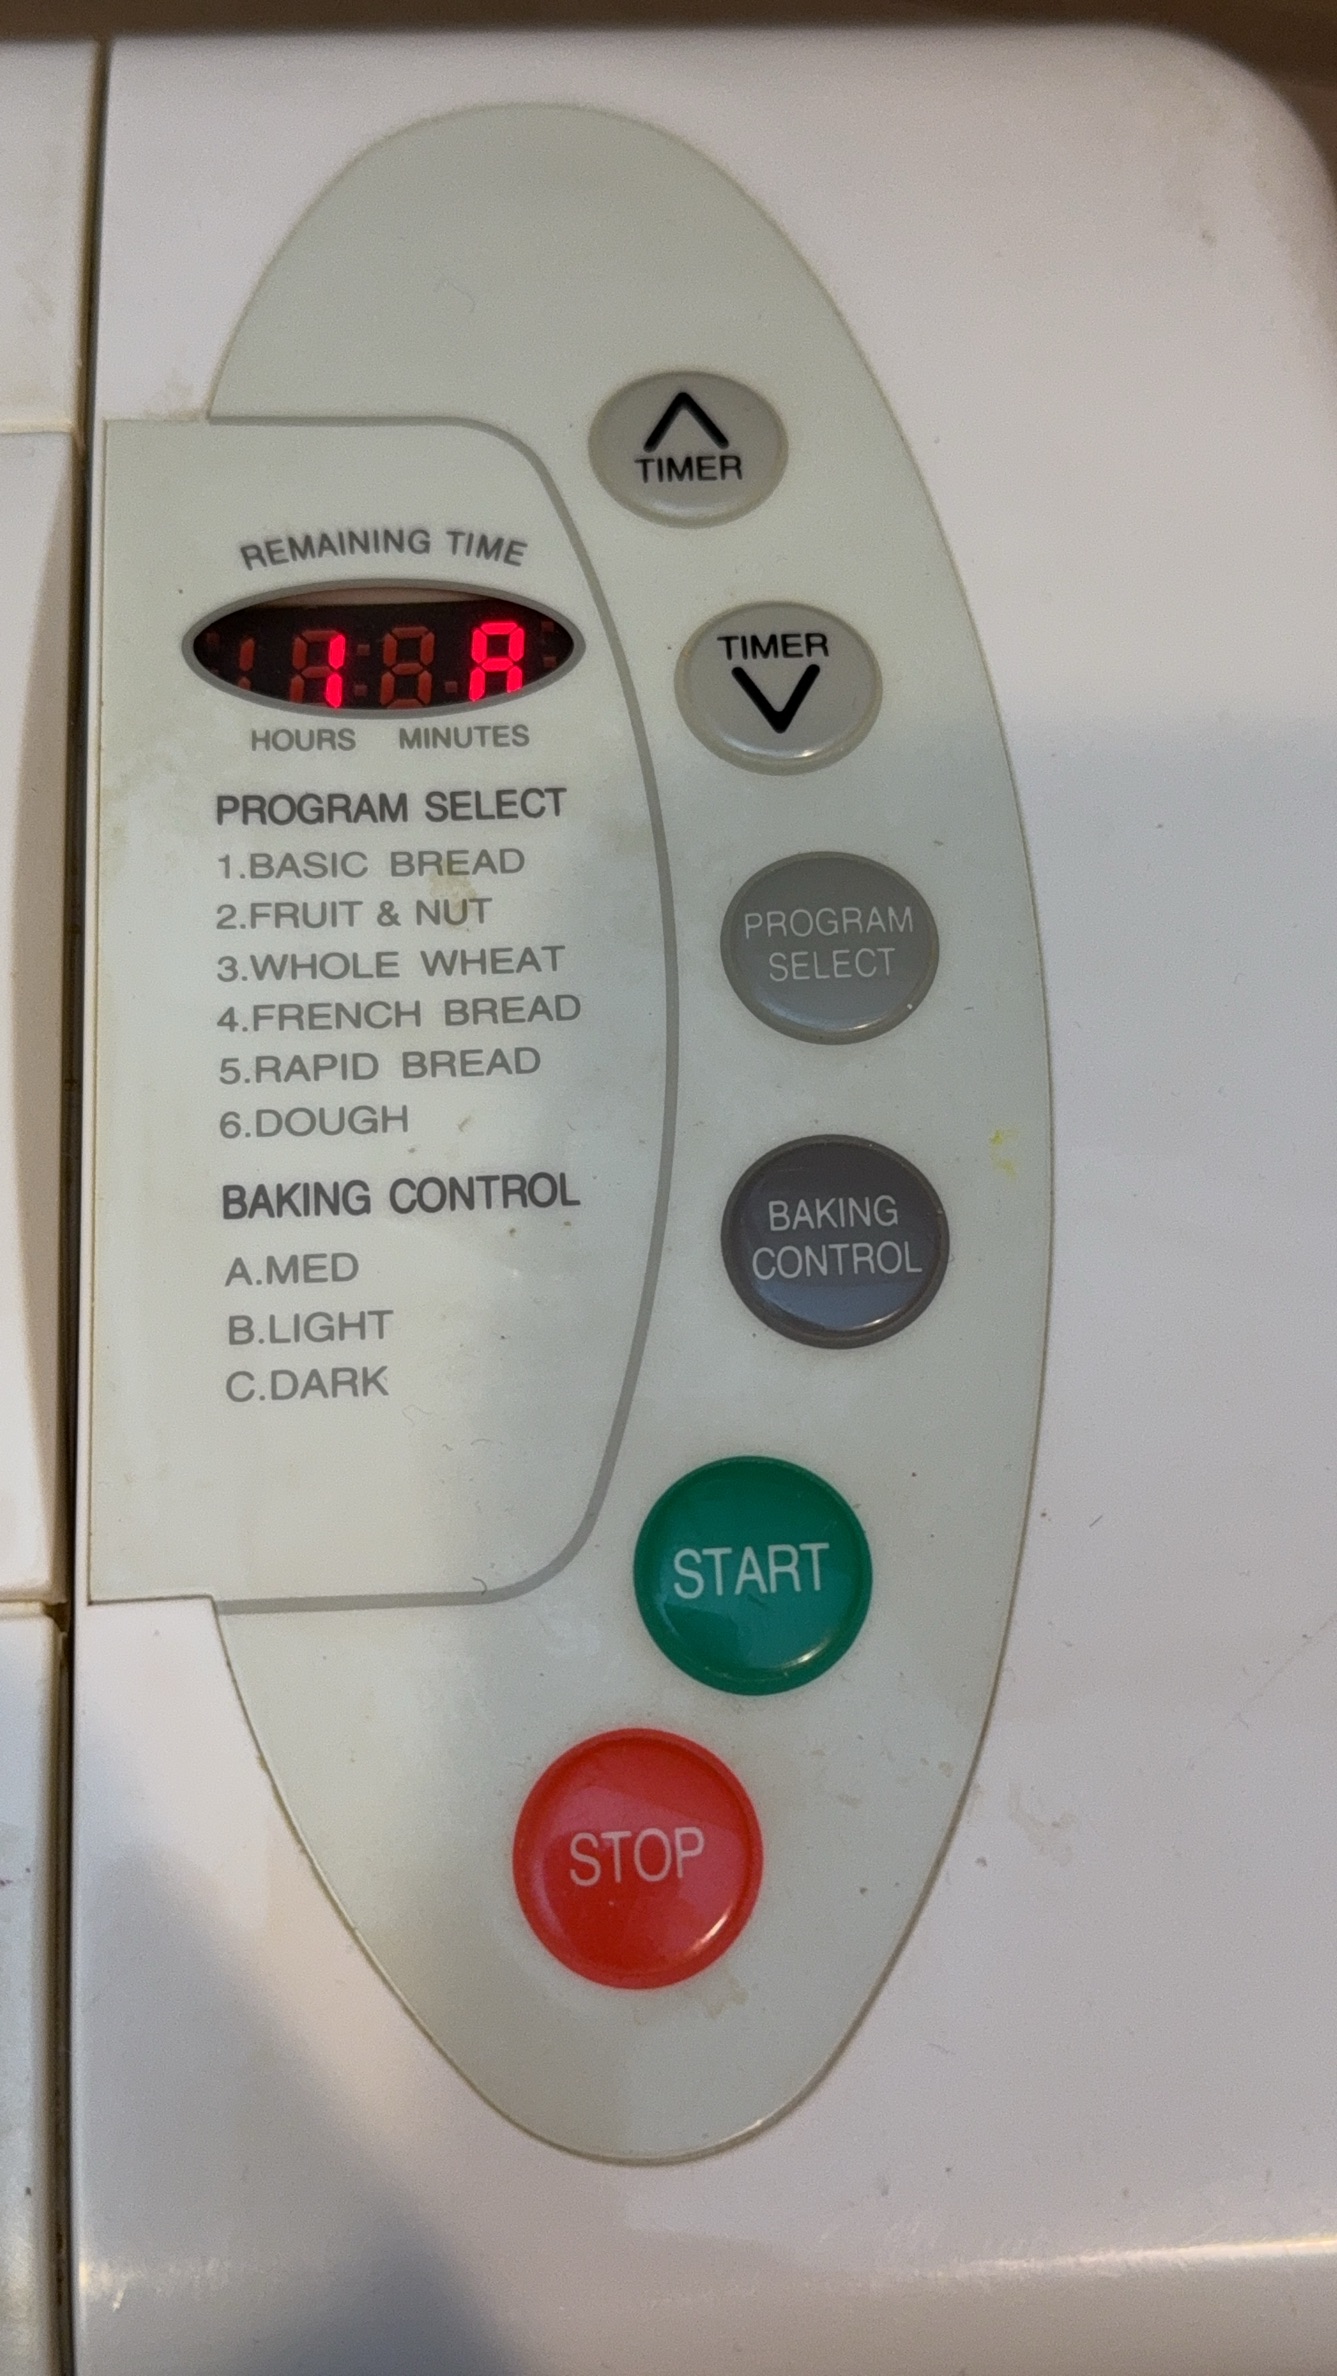 TIMER
REMAINING TIME
1 A
TIMER
HOURS MINUTES
PROGRAM SELECT
1.BASIC BREAD
2.FRUIT & NUT
3.WHOLE WHEAT
4.FRENCH BREAD
5.RAPID BREAD
6.DOUGH
PROGRAM
SELECT
BAKING CONTROL
A.MED
B.LIGHT
C.DARK
BAKING
CONTROL
START
STOP